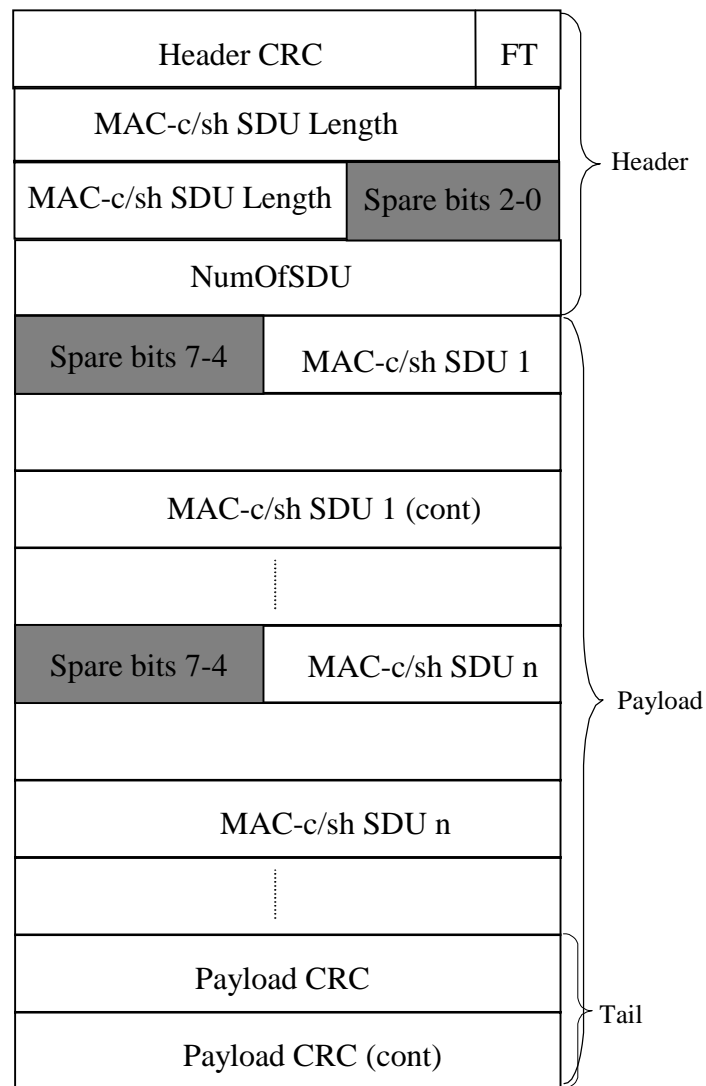 Header CRC FT
MAC-c/sh SDU Length
Header
MAC-c/sh SDU Length Spare bits 2-0
NumOfSDU
Spare bits 7-4 MAC-c/sh SDU 1
MAC-c/sh SDU 1 (cont)
Spare bits 7-4 MAC-c/sh SDU n
Payload
MAC-c/sh SDU n
Payload CRC
Tail
Payload CRC (cont)